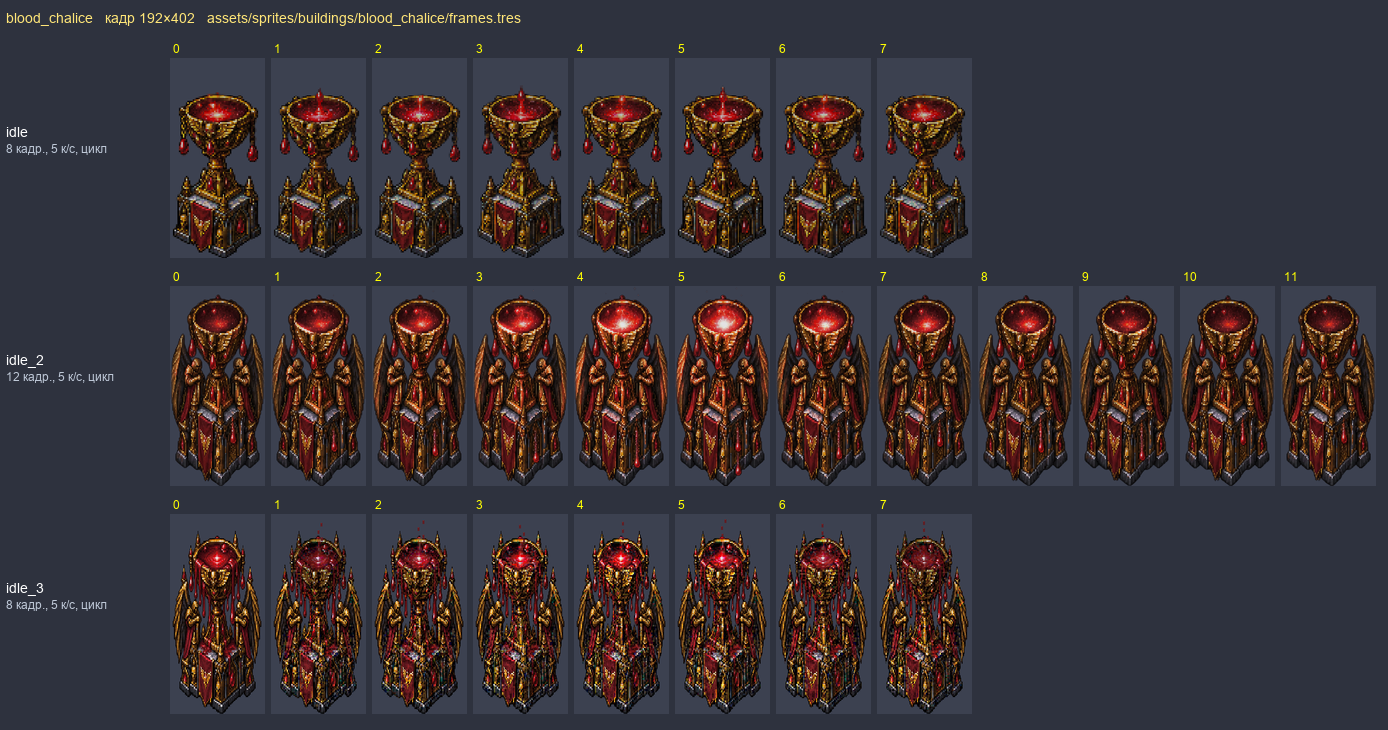 blood_chalice кадр 192×402 assets/sprites/buildings/blood_chalice/frames.tres
0 1 2 3 4 5 6 7
idle
8 кадр., 5 к/с, цикл
0 1 2 3 4 5 6 7 8 9 10 11
idle_2
12 кадр., 5 к/с, цикл
0 1 2 3 4 5 6 7
idle_3
8 кадр., 5 к/с, цикл